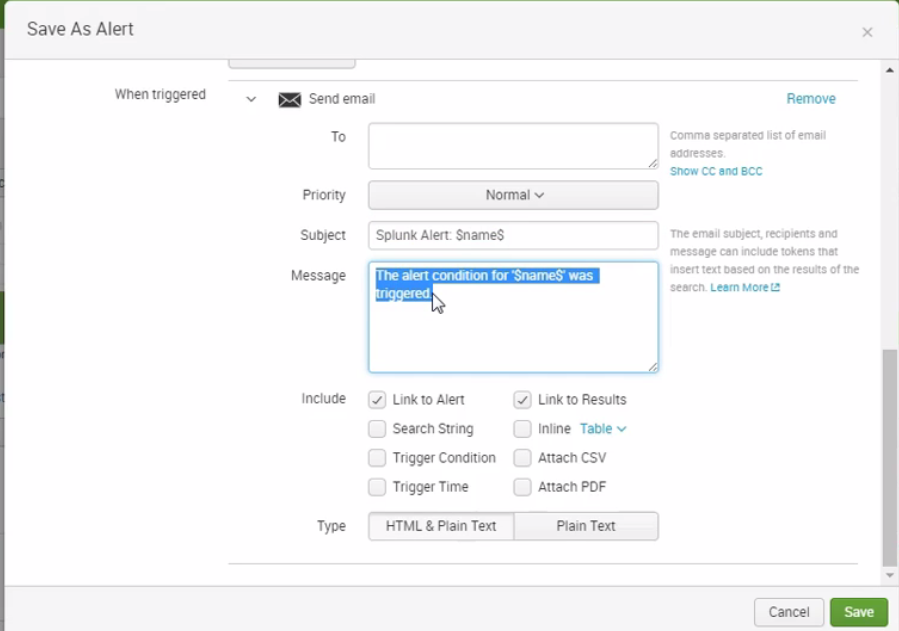 Save As Alert
When triggered
Send email
Remove
To
Comma separated list of email
addresses.
Show CC and BCC
Priority
Normal
Subject
Splunk Alert: $name$
The email subject, recipients and
message can include tokens that
insert text based on the results of the
search. Learn More
Message
The alert condition for '$name$' was
triggered.
Include
Link to Alert
Link to Results
Search String
Inline Table
Trigger Condition
Attach CSV
Trigger Time
Attach PDF
Type
HTML & Plain Text
Plain Text
Cancel
Save